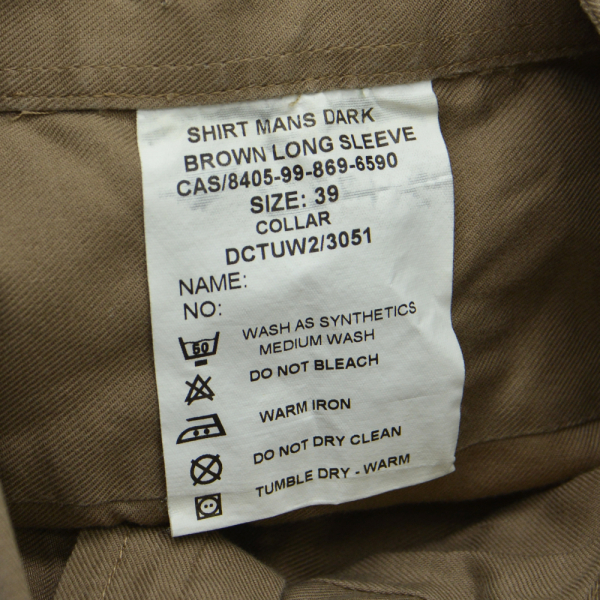 SHIRT MANS DARK
BROWN LONG SLEEVE
CAS/8405-99-869-6590
SIZE: 39
COLLAR
DCTUW2/3051
NAME:
NO:
50
WASH AS SYNTHETICS
MEDIUM WASH
DO NOT BLEACH
WARM IRON
DO NOT DRY CLEAN
TUMBLE DRY - WARM